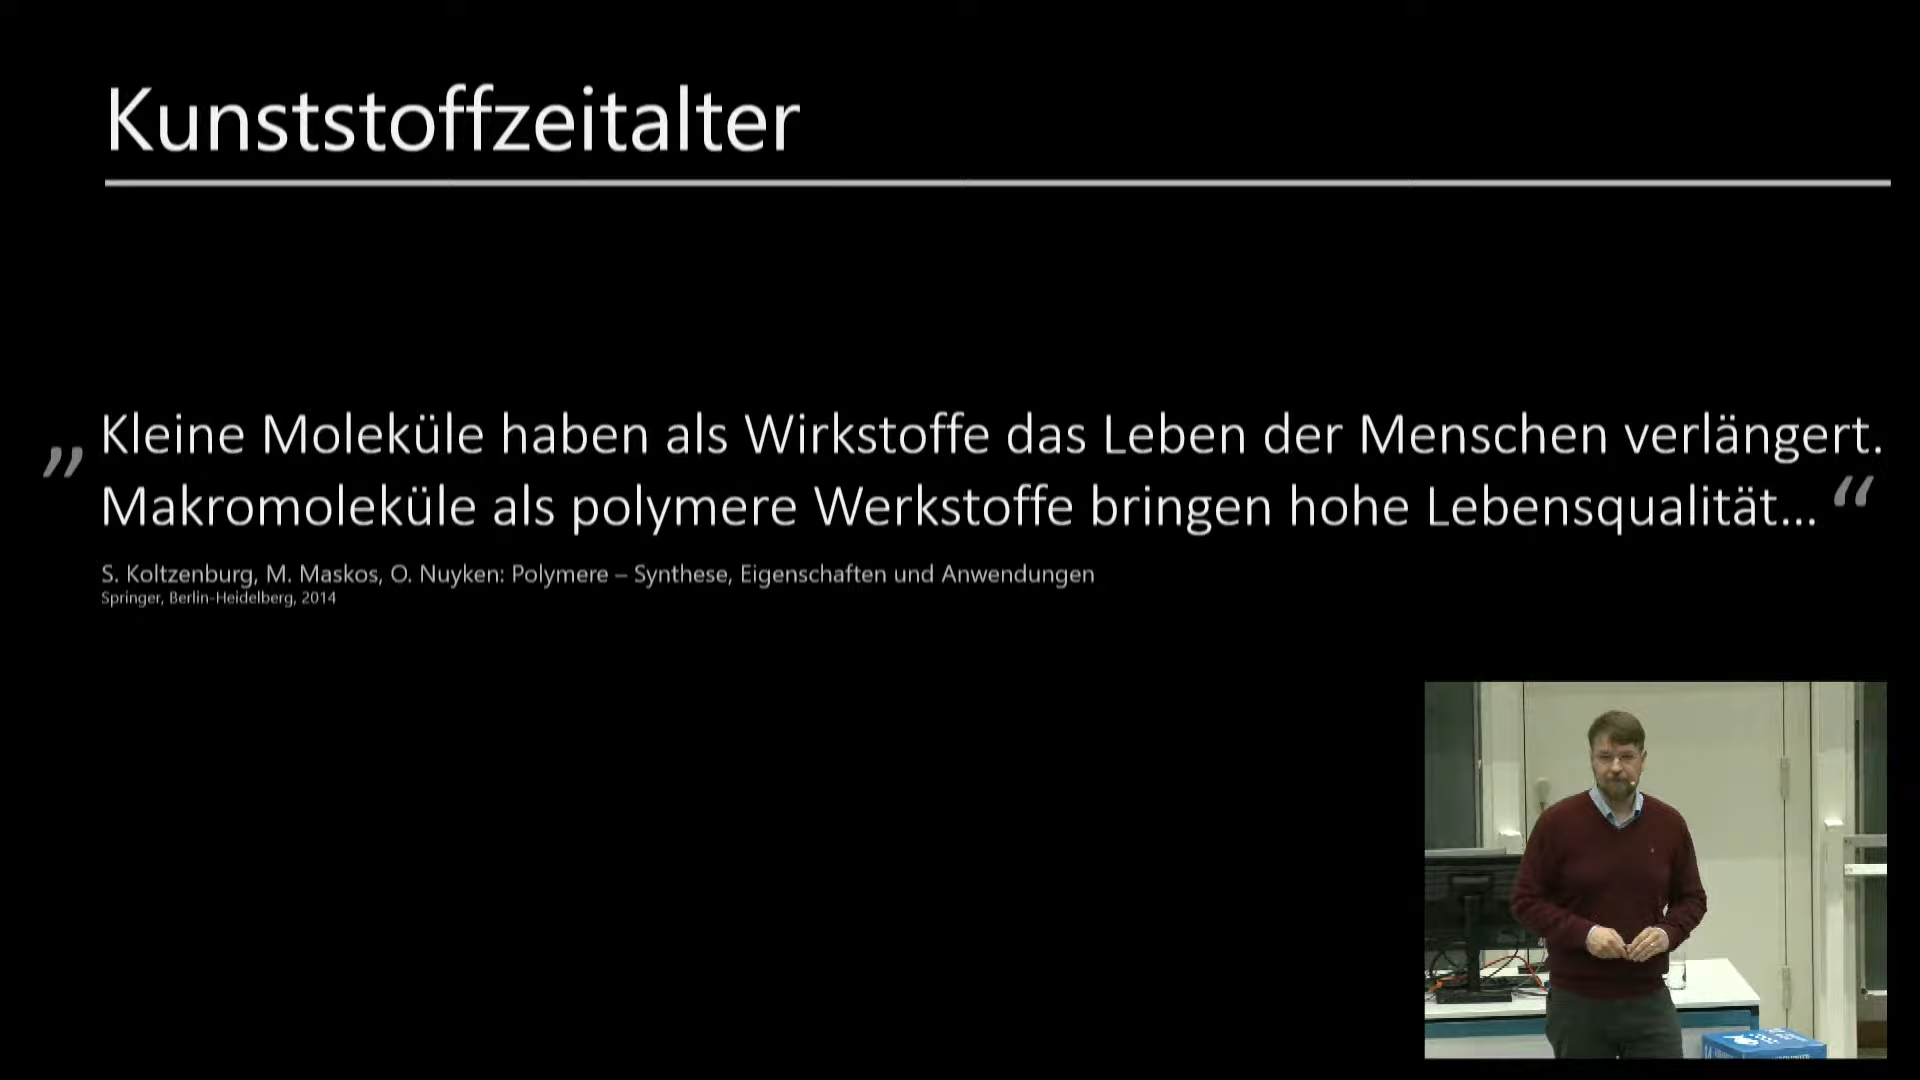 Kunststoffzeitalter
„Kleine Moleküle haben als Wirkstoffe das Leben der Menschen verlängert.
Makromoleküle als polymere Werkstoffe bringen hohe Lebensqualität...“
S. Koltzenburg, M. Maskos, O. Nuyken: Polymere – Synthese, Eigenschaften und Anwendungen
Springer, Berlin-Heidelberg, 2014